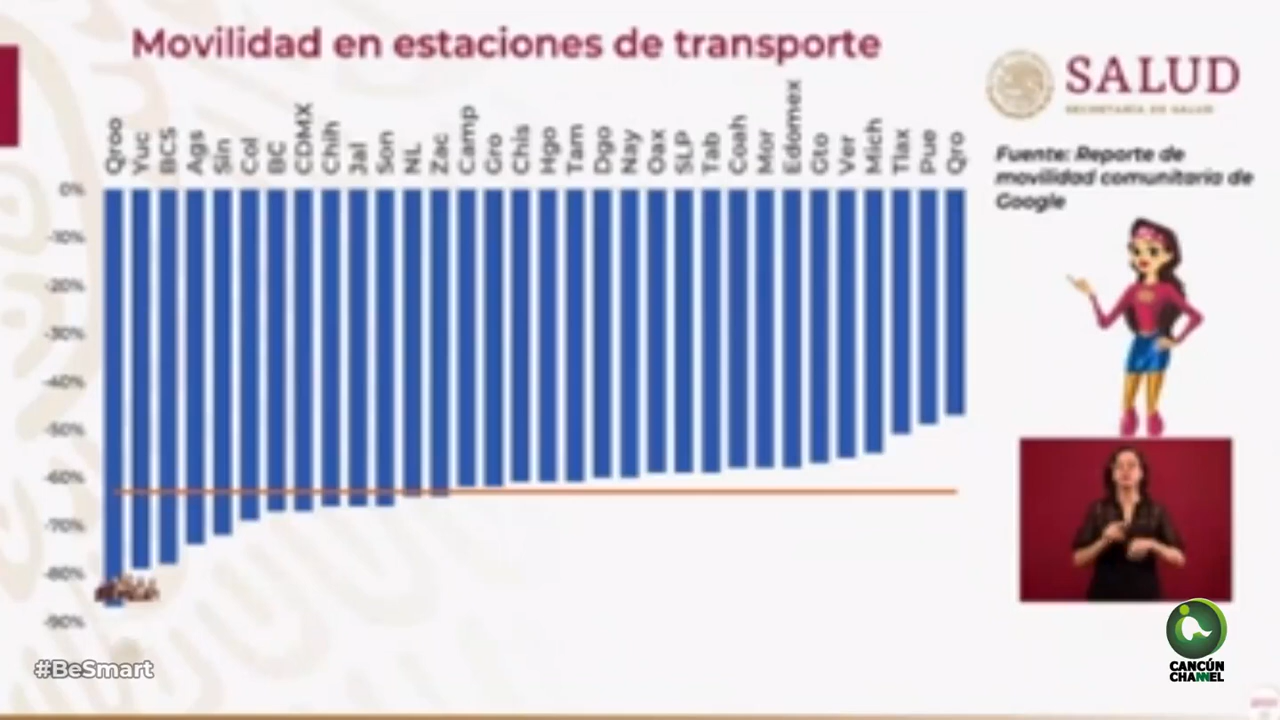 Movilidad en estaciones de transporte
SALUD
SECRETARÍA DE SALUD
Fuente: Reporte de
movilidad comunitaria de
Google
Qroo Yuc BCS Ags Sin Col BC CDMX Chih Jal Son NL Zac Camp Gro Chis Hgo Tam Dgo Nay Oax SLP Tab Coah Mor Edomex Gto Ver Mich Tlax Pue Qro
0%
-10%
-20%
-30%
-40%
-50%
-60%
-70%
-80%
-90%
#BeSmart
CANCÚN
CHANNEL